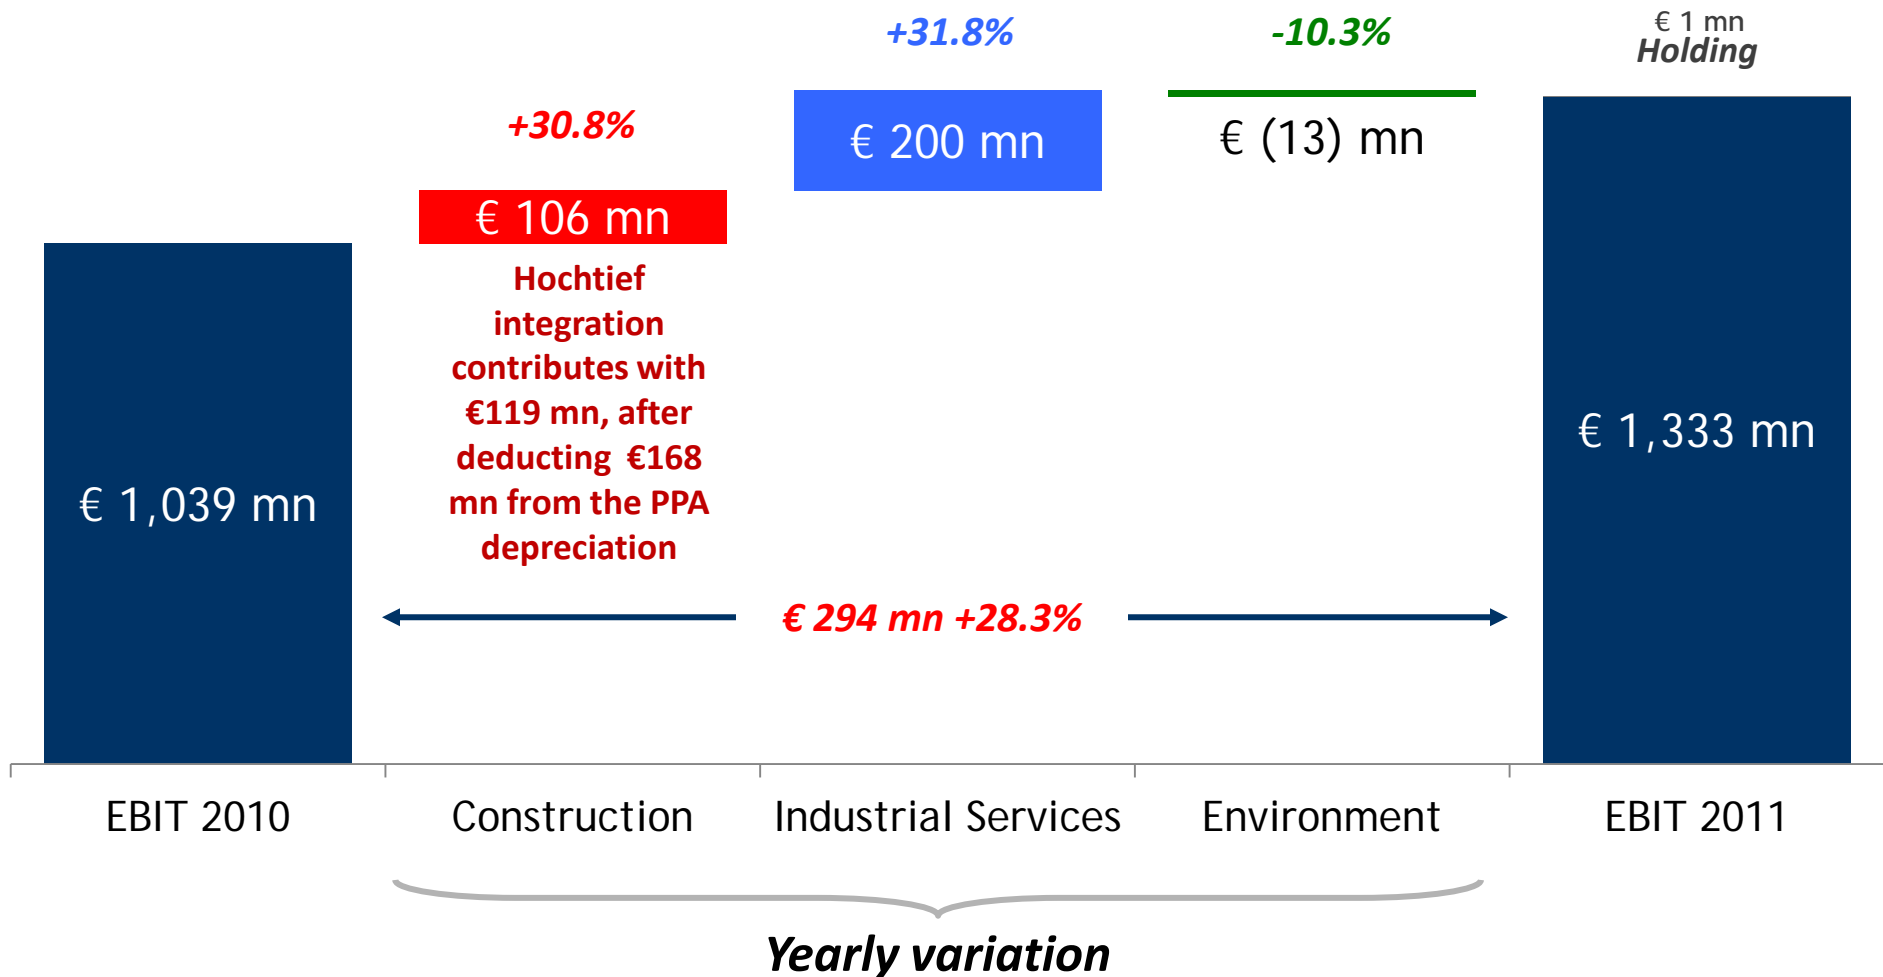 +31.8%
-10.3%
€ 1 mn
Holding
+30.8%
€ 200 mn
€ (13) mn
€ 106 mn
Hochtief
integration
contributes with
€119 mn, after
deducting €168
mn from the PPA
depreciation
€ 1,039 mn
€ 1,333 mn
€ 294 mn +28.3%
EBIT 2010
Construction
Industrial Services
Environment
EBIT 2011
Yearly variation